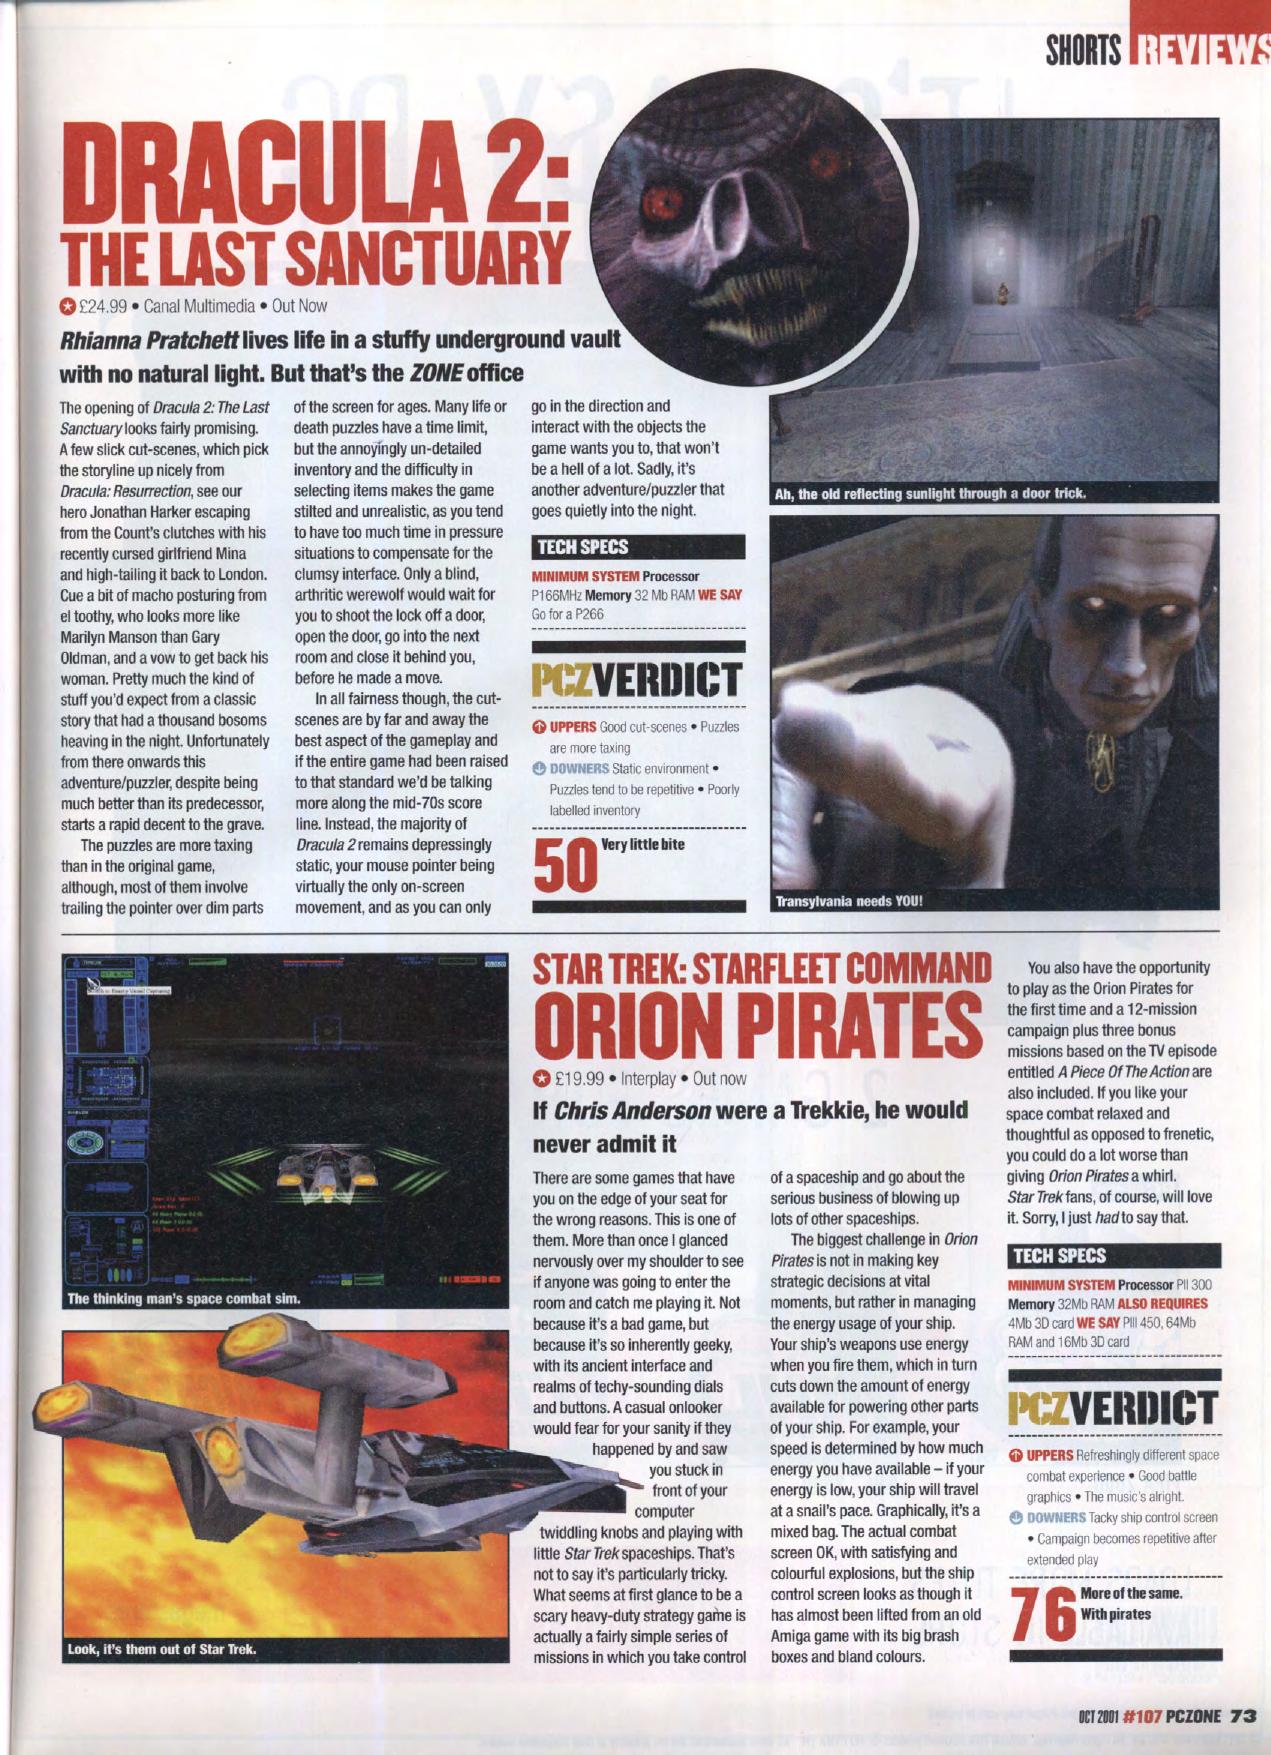 SHORTS REVIEWS
DRACULA 2:
THE LAST SANCTUARY
£24.99 • Canal Multimedia • Out Now
Rhianna Pratchett lives life in a stuffy underground vault
with no natural light. But that's the ZONE office
The opening of Dracula 2: The Last
Sanctuary looks fairly promising.
A few slick cut-scenes, which pick
the storyline up nicely from
Dracula: Resurrection, see our
hero Jonathan Harker escaping
from the Count's clutches with his
recently cursed girlfriend Mina
and high-tailing it back to London.
Cue a bit of macho posturing from
el toothy, who looks more like
Marilyn Manson than Gary
Oldman, and a vow to get back his
woman. Pretty much the kind of
stuff you'd expect from a classic
story that had a thousand bosoms
heaving in the night. Unfortunately
from there onwards this
adventure/puzzler, despite being
much better than its predecessor,
starts a rapid decent to the grave.
The puzzles are more taxing
than in the original game,
although, most of them involve
trailing the pointer over dim parts
of the screen for ages. Many life or
death puzzles have a time limit,
but the annoyingly un-detailed
inventory and the difficulty in
selecting items makes the game
stilted and unrealistic, as you tend
to have too much time in pressure
situations to compensate for the
clumsy interface. Only a blind,
arthritic werewolf would wait for
you to shoot the lock off a door,
open the door, go into the next
room and close it behind you,
before he made a move.
In all fairness though, the cut-
scenes are by far and away the
best aspect of the gameplay and
if the entire game had been raised
to that standard we'd be talking
more along the mid-70s score
line. Instead, the majority of
Dracula 2 remains depressingly
static, your mouse pointer being
virtually the only on-screen
movement, and as you can only
go in the direction and
interact with the objects the
game wants you to, that won't
be a hell of a lot. Sadly, it's
another adventure/puzzler that
goes quietly into the night.
TECH SPECS
MINIMUM SYSTEM Processor
P166MHz Memory 32 Mb RAM WE SAY
Go for a P266
PCZVERDICT
UPPERS Good cut-scenes • Puzzles
are more taxing
DOWNERS Static environment •
Puzzles tend to be repetitive • Poorly
labelled inventory
50 Very little bite
Ah, the old reflecting sunlight through a door trick.
Transylvania needs YOU!
The thinking man's space combat sim.
Look, it's them out of Star Trek.
STAR TREK: STARFLEET COMMAND
ORION PIRATES
£19.99 • Interplay • Out now
If Chris Anderson were a Trekkie, he would
never admit it
There are some games that have
you on the edge of your seat for
the wrong reasons. This is one of
them. More than once I glanced
nervously over my shoulder to see
if anyone was going to enter the
room and catch me playing it. Not
because it's a bad game, but
because it's so inherently geeky,
with its ancient interface and
realms of techy-sounding dials
and buttons. A casual onlooker
would fear for your sanity if they
happened by and saw
you stuck in
front of your
computer
twiddling knobs and playing with
little Star Trek spaceships. That's
not to say it's particularly tricky.
What seems at first glance to be a
scary heavy-duty strategy game is
actually a fairly simple series of
missions in which you take control
of a spaceship and go about the
serious business of blowing up
lots of other spaceships.
The biggest challenge in Orion
Pirates is not in making key
strategic decisions at vital
moments, but rather in managing
the energy usage of your ship.
Your ship's weapons use energy
when you fire them, which in turn
cuts down the amount of energy
available for powering other parts
of your ship. For example, your
speed is determined by how much
energy you have available – if your
energy is low, your ship will travel
at a snail's pace. Graphically, it's a
mixed bag. The actual combat
screen OK, with satisfying and
colourful explosions, but the ship
control screen looks as though it
has almost been lifted from an old
Amiga game with its big brash
boxes and bland colours.
You also have the opportunity
to play as the Orion Pirates for
the first time and a 12-mission
campaign plus three bonus
missions based on the TV episode
entitled A Piece Of The Action are
also included. If you like your
space combat relaxed and
thoughtful as opposed to frenetic,
you could do a lot worse than
giving Orion Pirates a whirl.
Star Trek fans, of course, will love
it. Sorry, I just had to say that.
TECH SPECS
MINIMUM SYSTEM Processor PII 300
Memory 32Mb RAM ALSO REQUIRES
4Mb 3D card WE SAY PIII 450, 64Mb
RAM and 16Mb 3D card
PCZVERDICT
UPPERS Refreshingly different space
combat experience • Good battle
graphics • The music's alright.
DOWNERS Tacky ship control screen
• Campaign becomes repetitive after
extended play
76 More of the same.
With pirates
OCT 2001 #107 PCZONE 73